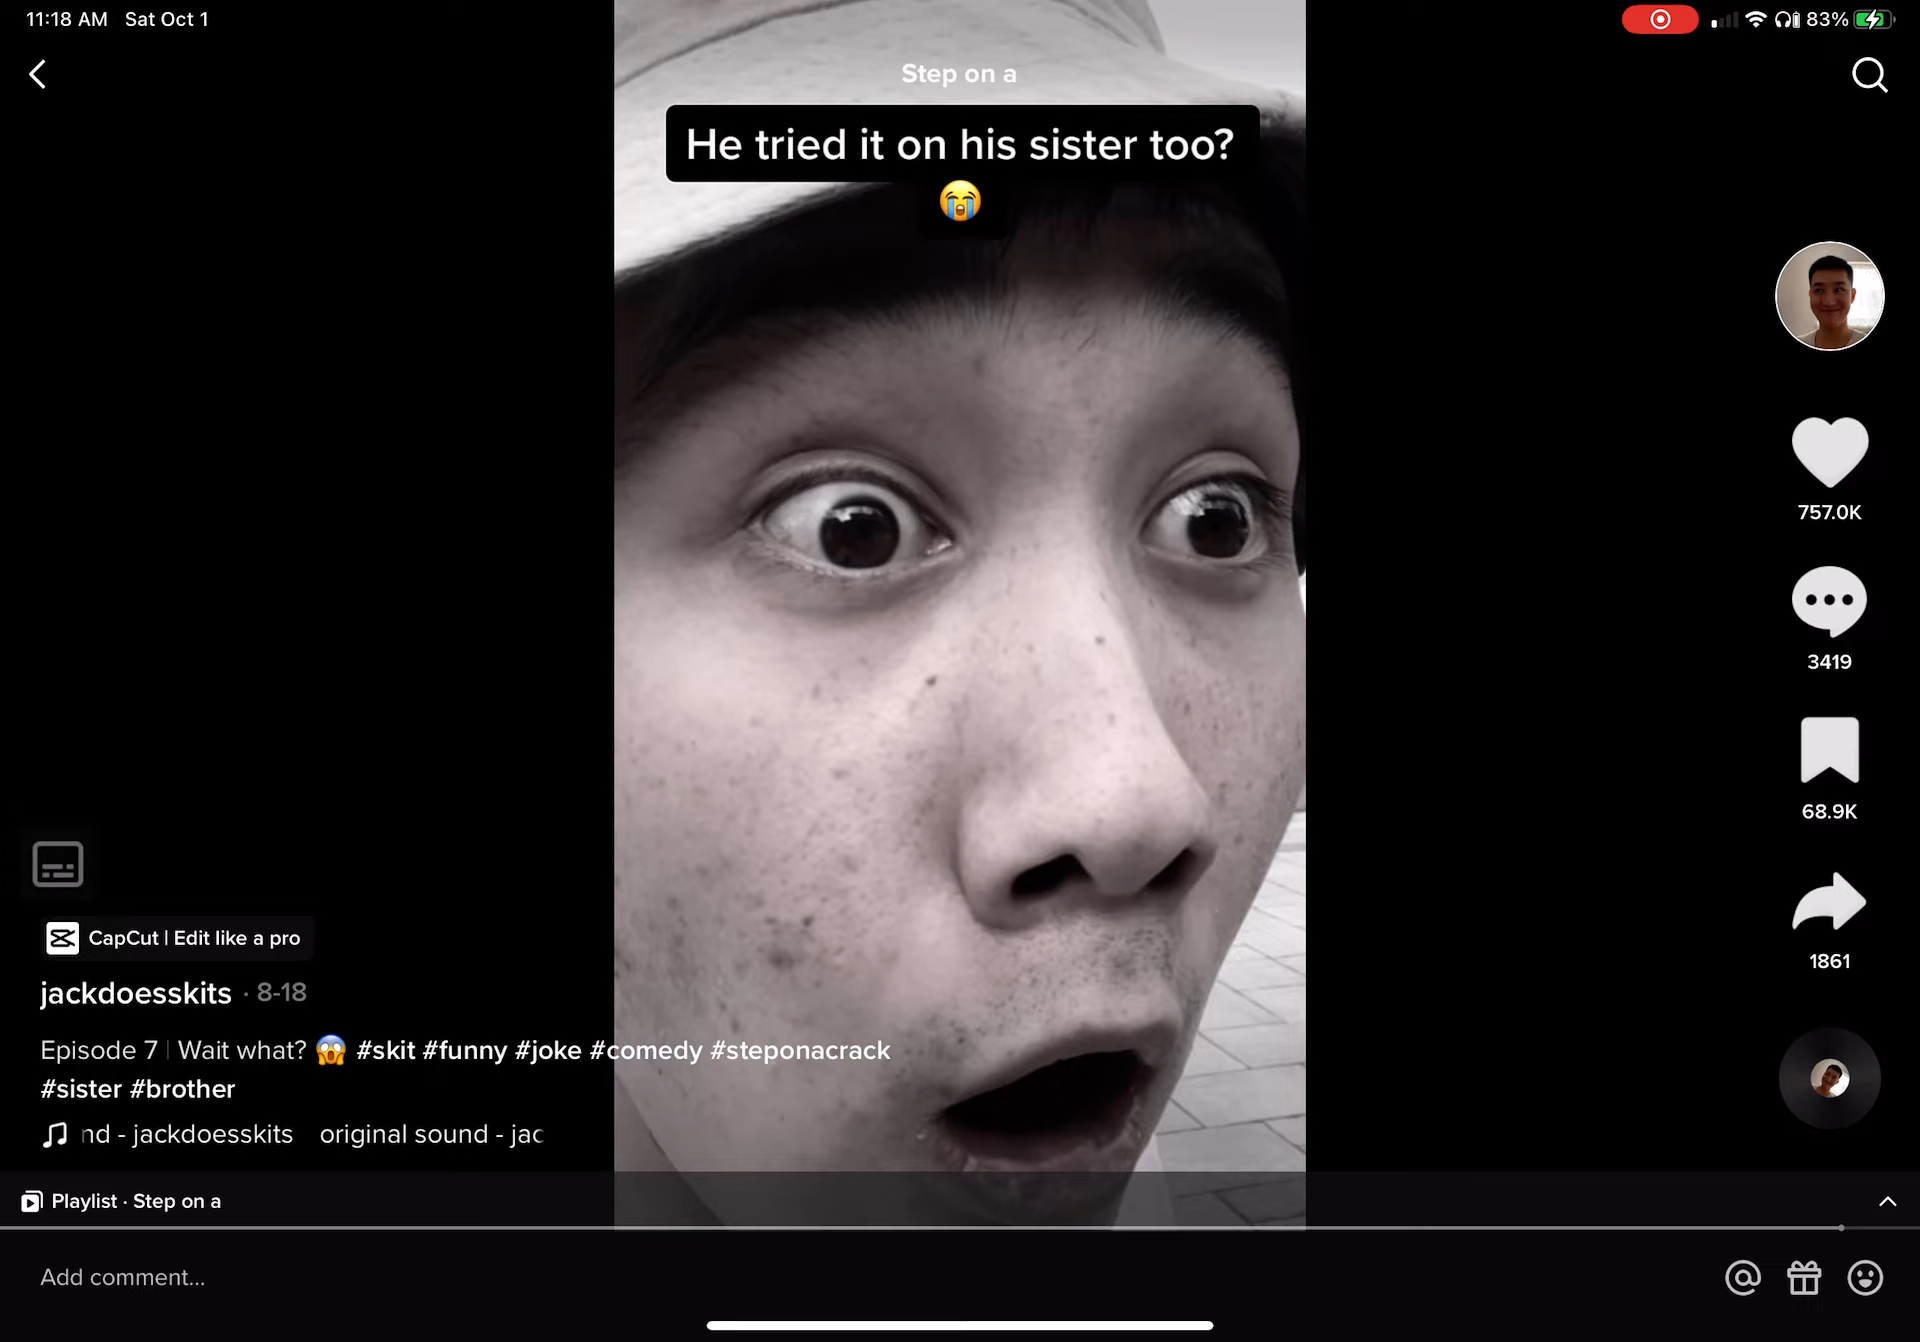 11:18 AM Sat Oct 1
83%
Step on a
He tried it on his sister too?
😭
757.0K
3419
68.9K
1861
CapCut | Edit like a pro
jackdoesskits · 8-18
Episode 7 | Wait what? 😱 #skit #funny #joke #comedy #steponacrack
#sister #brother
nd - jackdoesskits original sound - jac
Playlist · Step on a
Add comment...